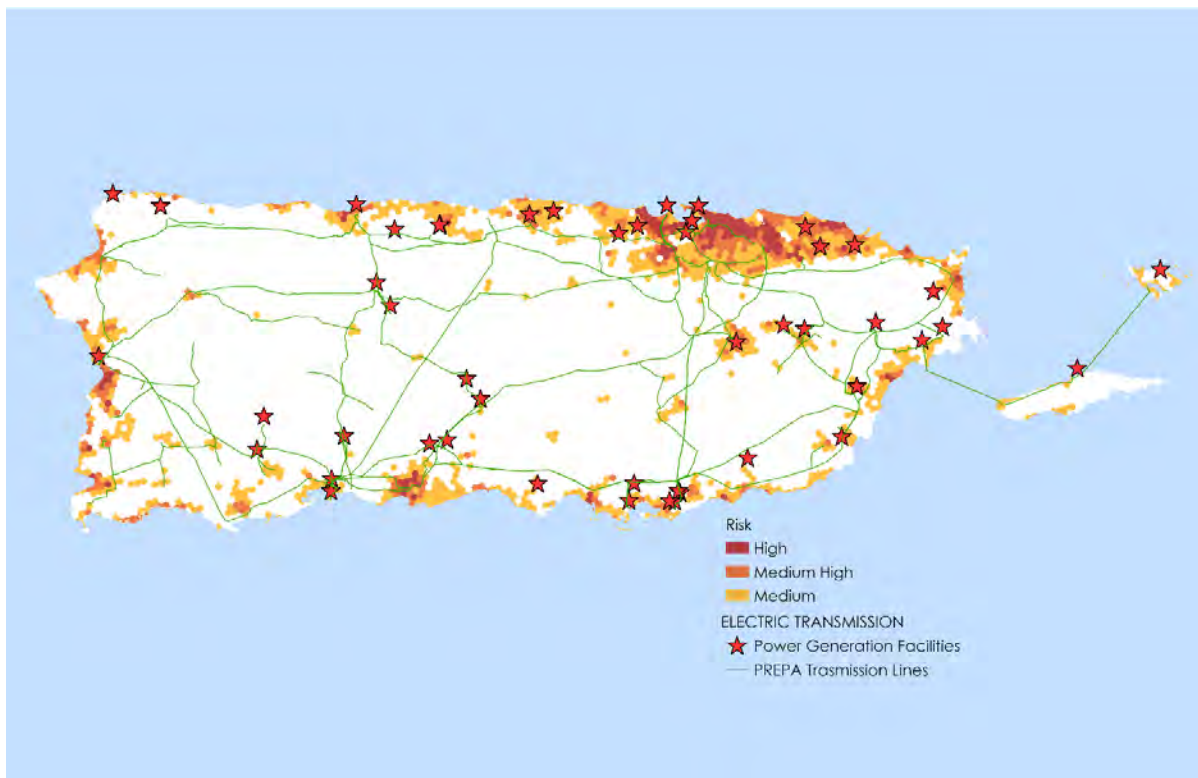 Risk
High
Medium High
Medium
ELECTRIC TRANSMISSION
Power Generation Facilities
PREPA Trasmission Lines